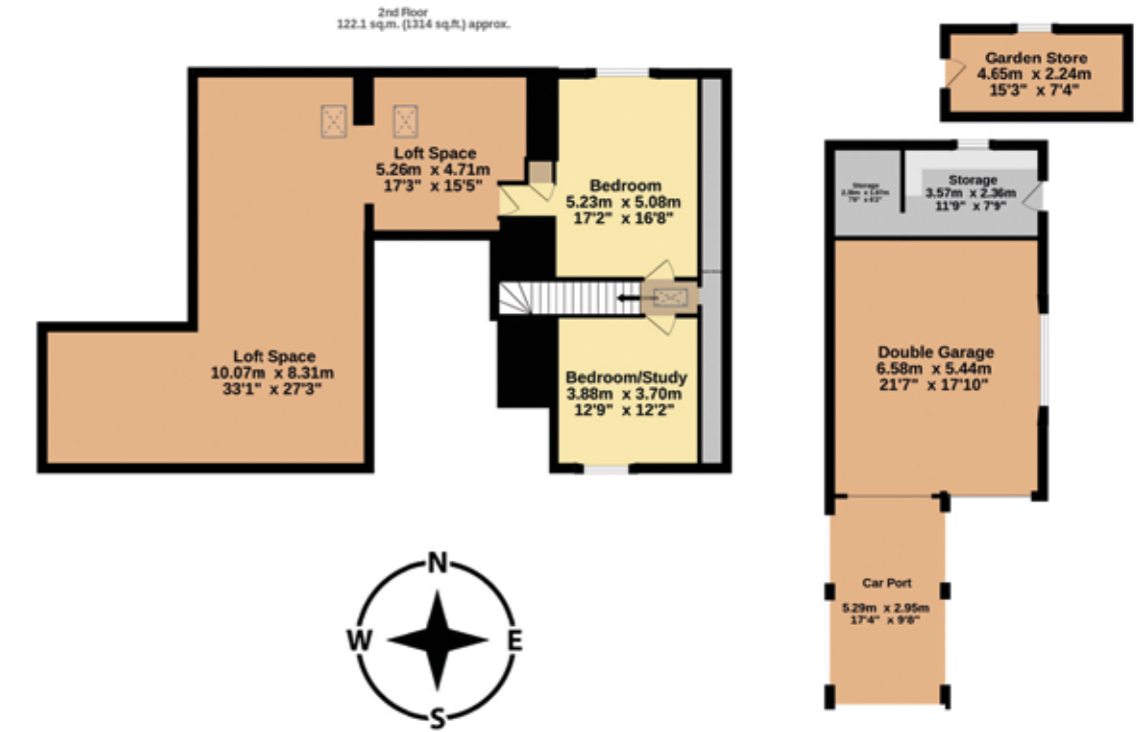 2nd Floor
122.1 sq.m. (1314 sq.ft.) approx.
Garden Store
4.65m x 2.24m
15'3" x 7'4"
Loft Space
5.26m x 4.71m
17'3" x 15'5"
Bedroom
5.23m x 5.08m
17'2" x 16'8"
Storage
Storage
3.57m x 2.36m
11'9" x 7'9"
Loft Space
10.07m x 8.31m
33'1" x 27'3"
Bedroom/Study
3.88m x 3.70m
12'9" x 12'2"
Double Garage
6.58m x 5.44m
21'7" x 17'10"
Car Port
5.29m x 2.95m
17'4" x 9'8"
N
W
E
S